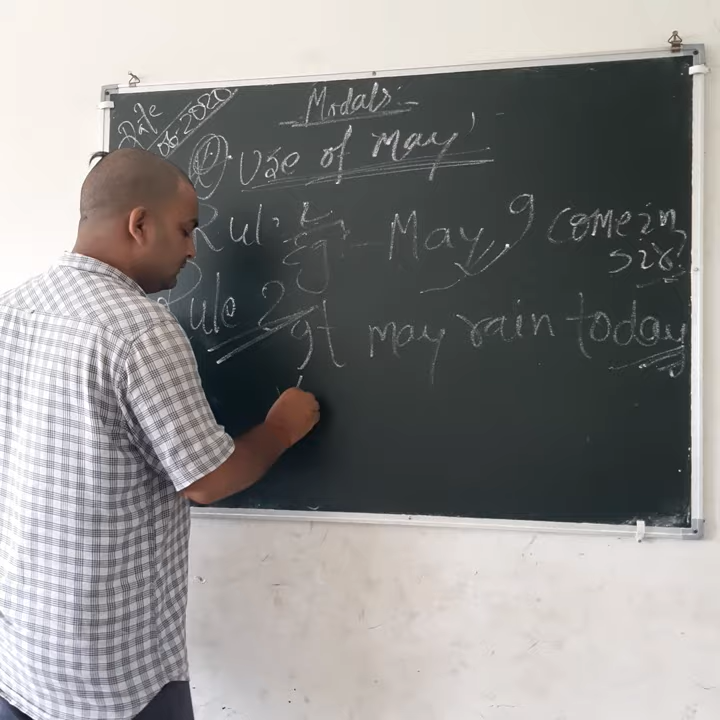 Modals:-
Date
06.2020
① Use of May'
Rule 1
eg:- May I come in
sir?
Rule 2 It may rain today